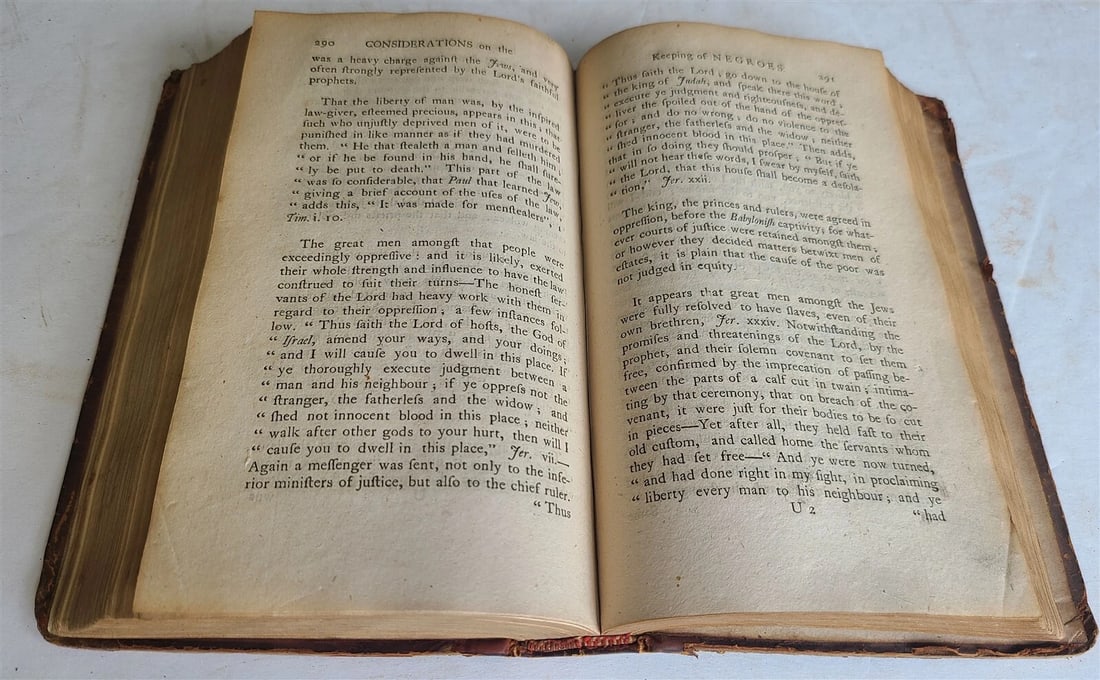 290 CONSIDERATIONS on the
was a heavy charge againſt the Jews, and very
often ſtrongly repreſented by the Lord's faithful
prophets.
That the liberty of man was, by the inſpired
law-giver, eſteemed precious, appears in this; that
ſuch who unjuſtly deprived men of it, were to be
puniſhed in like manner as if they had murdered
them. “ He that ſtealeth a man and ſelleth him,
“ or if he be found in his hand, he ſhall ſure-
“ ly be put to death.” This part of the law
“ was ſo conſiderable, that Paul that learned Jew,
“ giving a brief account of the uſes of the law,
“ adds this, “ It was made for menſtealers”, 1
Tim. i. 10.
The great men amongſt that people were
exceedingly oppreſſive: and it is likely, exerted
their whole ſtrength and influence to have the law
conſtrued to ſuit their turns—The honeſt ſer-
vants of the Lord had heavy work with them in
regard to their oppreſſion; a few inſtances fol-
low. “ Thus ſaith the Lord of hoſts, the God of
“ Iſrael, amend your ways, and your doings;
“ and I will cauſe you to dwell in this place. If
“ ye thoroughly execute judgment between a
“ man and his neighbour; if ye oppreſs not the
“ ſtranger, the fatherleſs and the widow; and
“ ſhed not innocent blood in this place; neither
“ walk after other gods to your hurt, then will I
“ cauſe you to dwell in this place,” Jer. vii.—
Again a meſſenger was ſent, not only to the infe-
rior miniſters of juſtice, but alſo to the chief ruler.
“ Thus
Keeping of NEGROES 291
“ Thus ſaith the Lord; go down to the houſe of
“ the king of Judah, and ſpeak there this word;
“ execute ye judgment and righteouſneſs, and de-
“ liver the ſpoiled out of the hand of the oppreſ-
“ ſor; and do no wrong; do no violence to the
“ ſtranger, the fatherleſs and the widow; neither
“ ſhed innocent blood in this place.” Then adds,
that in ſo doing they ſhould proſper; “ But if ye
“ will not hear theſe words, I ſwear by myſelf, ſaith
“ the Lord, that this houſe ſhall become a deſola-
“ tion,” Jer. xxii.
The king, the princes and rulers, were agreed in
oppreſſion, before the Babyloniſh captivity; for what-
ever courts of juſtice were retained amongſt them;
or however they decided matters betwixt men of
eſtates, it is plain that the cauſe of the poor was
not judged in equity.
It appears that great men amongſt the Jews
were fully reſolved to have ſlaves, even of their
own brethren, Jer. xxxiv. Notwithſtanding the
promiſes and threatenings of the Lord, by the
prophet, and their ſolemn covenant to ſet them
free, confirmed by the imprecation of paſſing be-
tween the parts of a calf cut in twain; intima-
ting by that ceremony, that on breach of the co-
venant, it were juſt for their bodies to be ſo cut
in pieces—Yet after all, they held faſt to their
old cuſtom, and called home the ſervants whom
they had ſet free—“ And ye were now turned,
“ and had done right in my ſight, in proclaiming
“ liberty every man to his neighbour; and ye
U 2 “ had